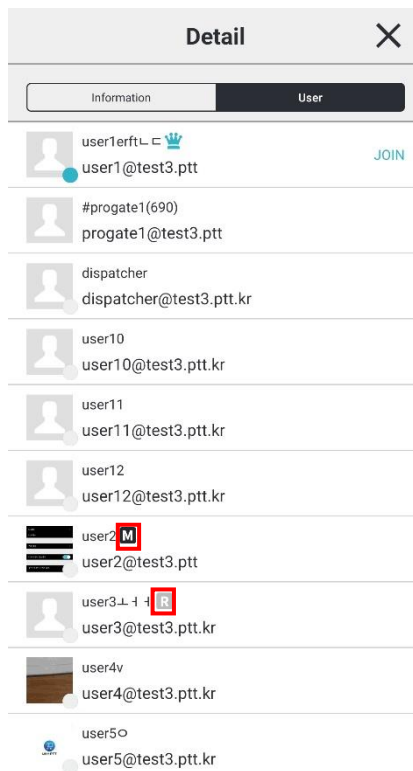 Detail
Information User
user1erftㄴㄷ
user1@test3.ptt JOIN
#progate1(690)
progate1@test3.ptt
dispatcher
dispatcher@test3.ptt.kr
user10
user10@test3.ptt.kr
user11
user11@test3.ptt.kr
user12
user12@test3.ptt.kr
user2 M
user2@test3.ptt
user3ㅗㅓㅓ R
user3@test3.ptt.kr
user4v
user4@test3.ptt.kr
user5ㅇ
user5@test3.ptt.kr